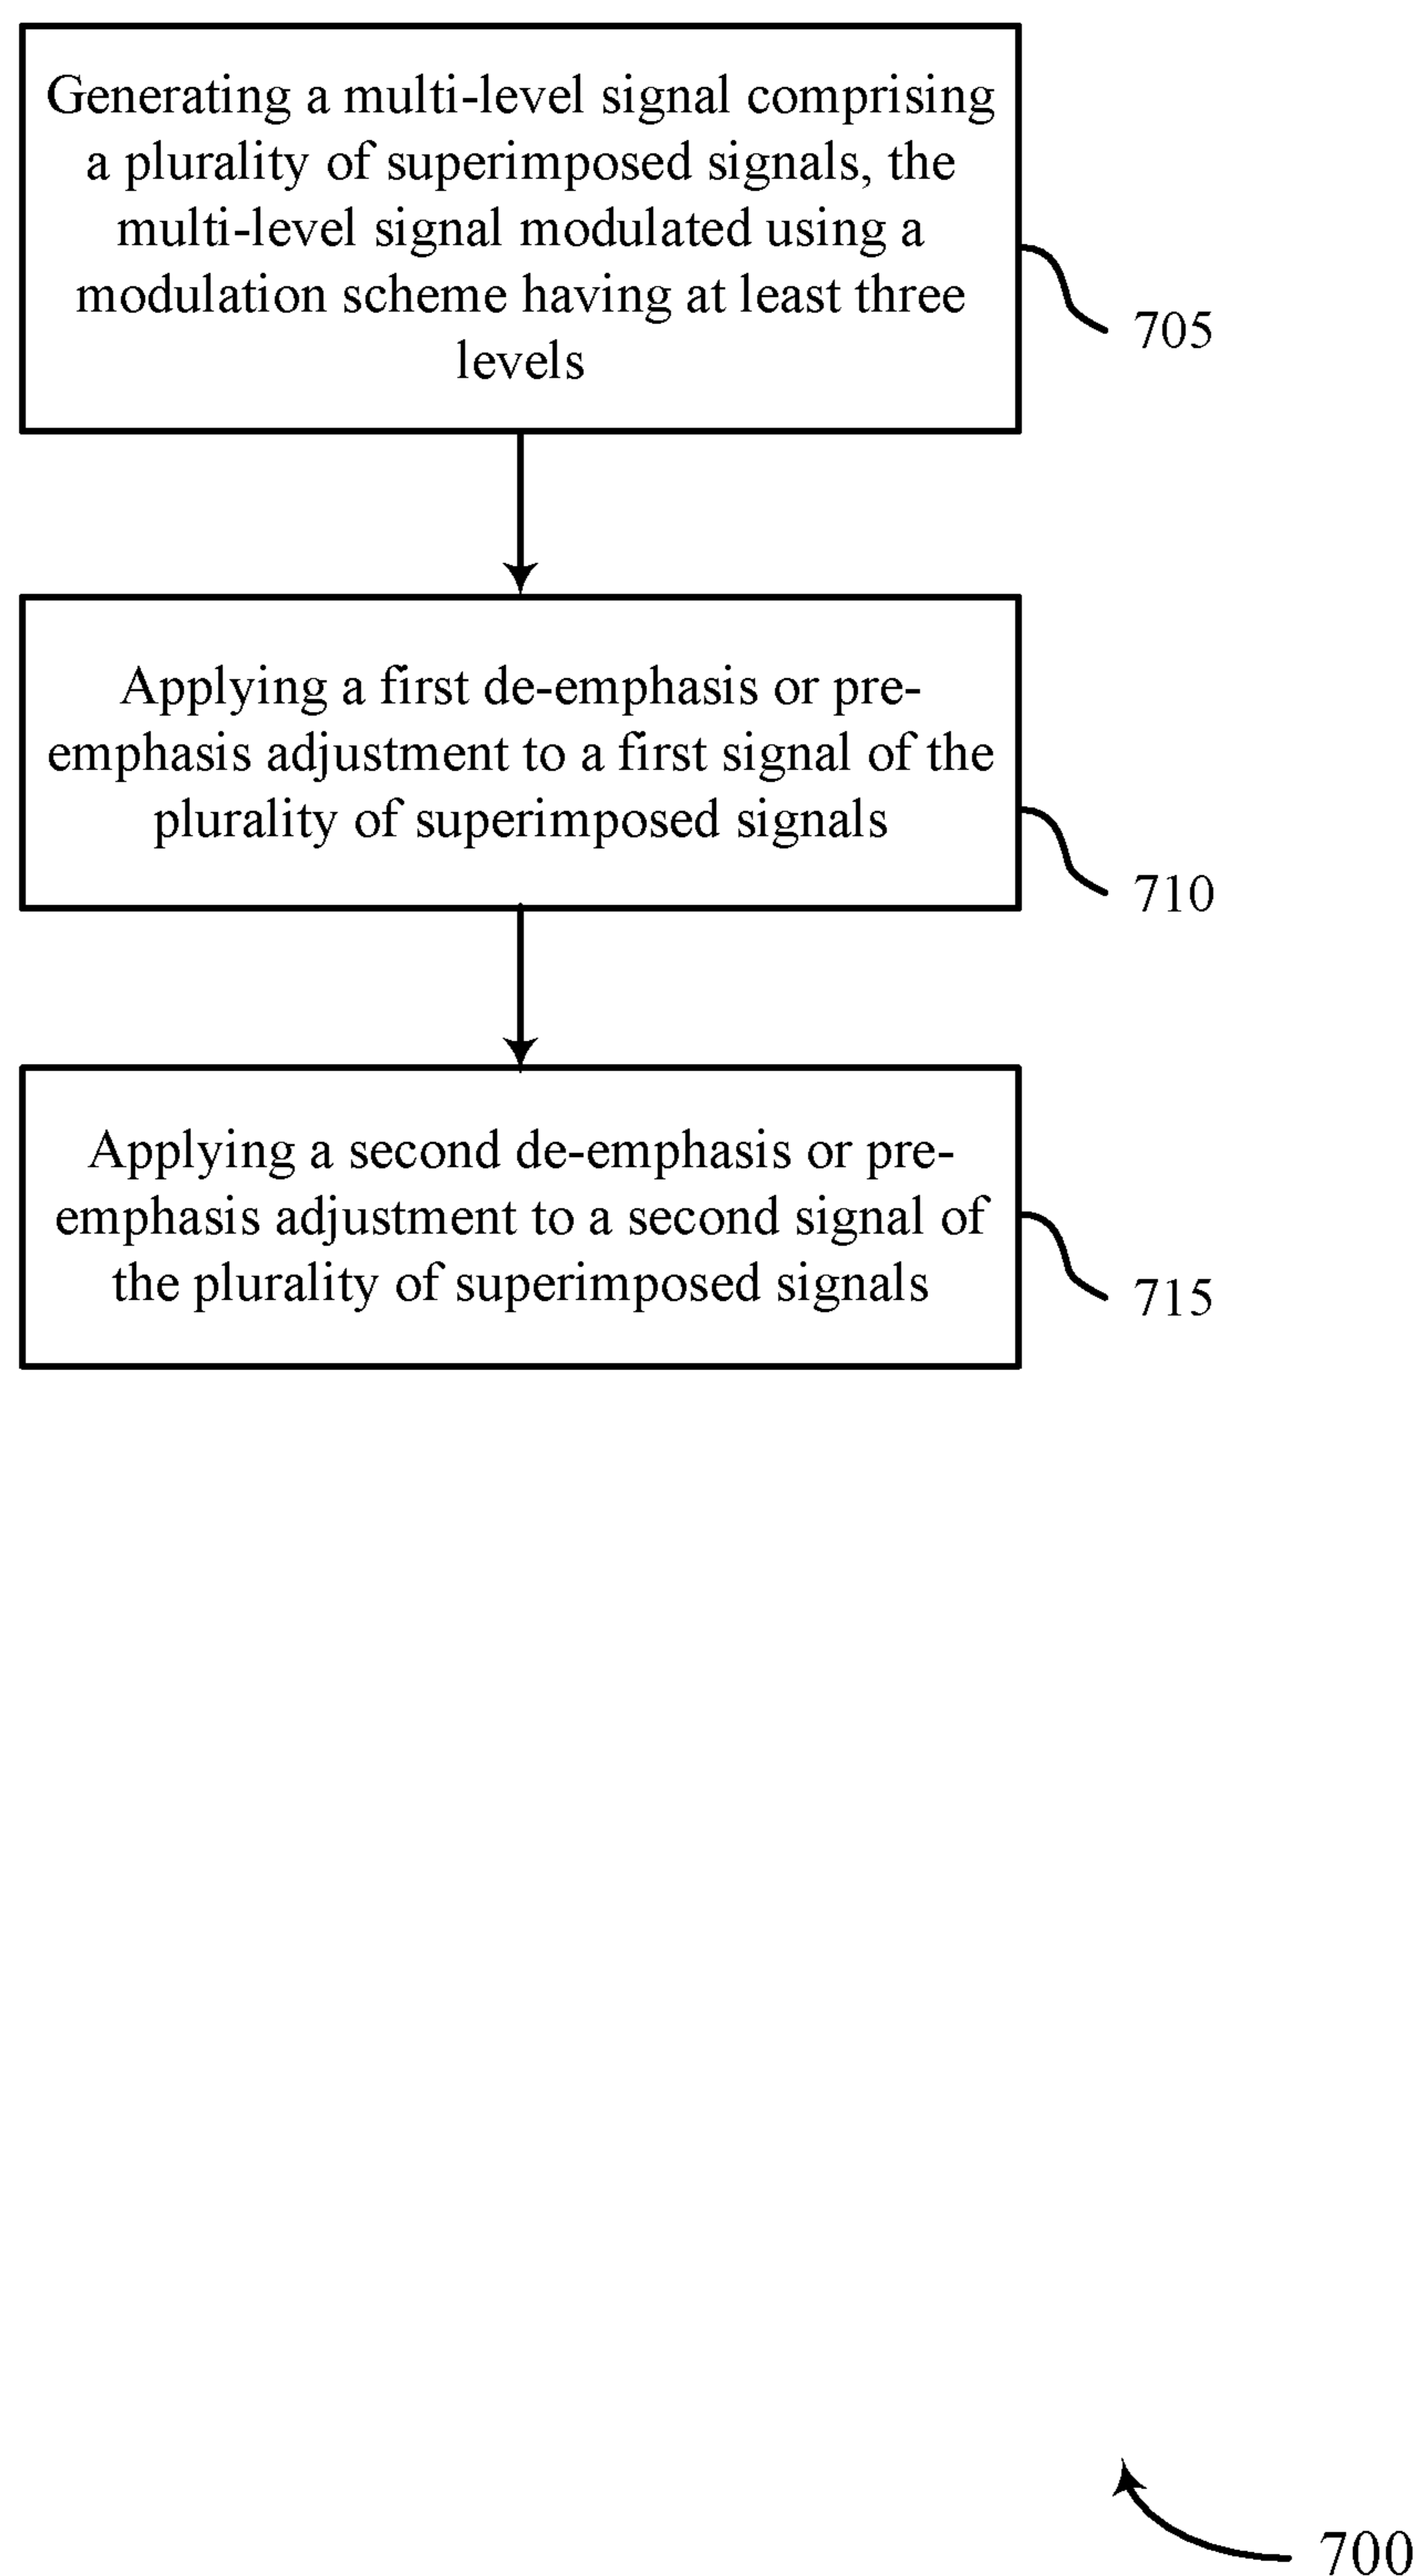 Generating a multi-level signal comprising
a plurality of superimposed signals, the
multi-level signal modulated using a
modulation scheme having at least three
levels
705
Applying a first de-emphasis or pre-
emphasis adjustment to a first signal of the
plurality of superimposed signals
710
Applying a second de-emphasis or pre-
emphasis adjustment to a second signal of
the plurality of superimposed signals
715
700